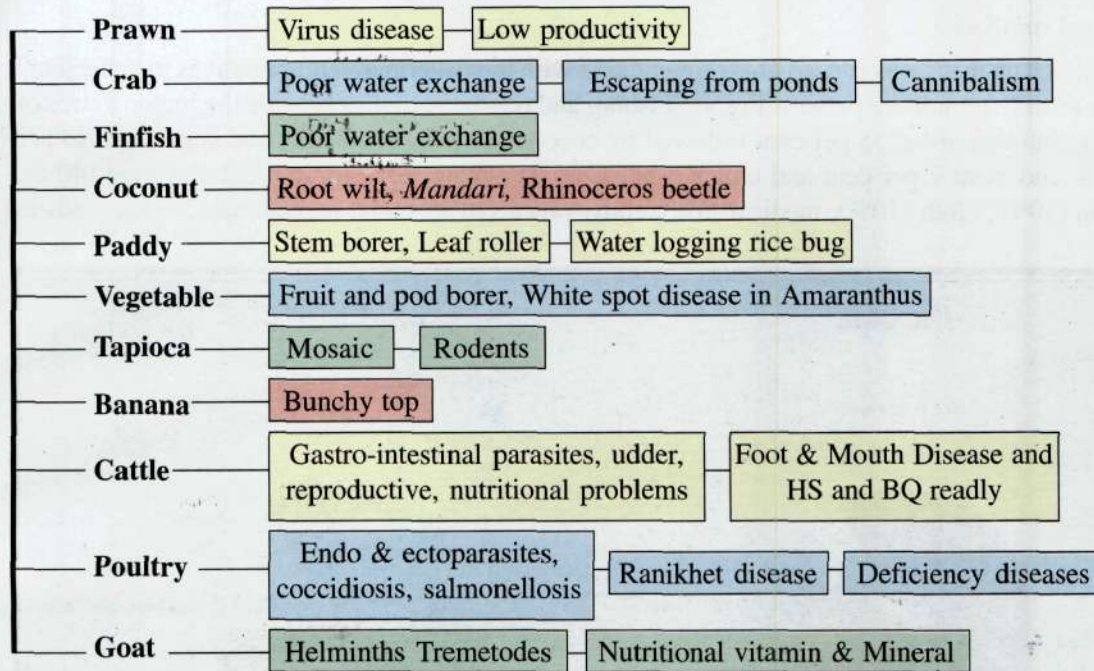 Prawn Virus disease Low productivity
Crab Poor water exchange Escaping from ponds Cannibalism
Finfish Poor water exchange
Coconut Root wilt, Mandari, Rhinoceros beetle
Paddy Stem borer, Leaf roller Water logging rice bug
Vegetable Fruit and pod borer, White spot disease in Amaranthus
Tapioca Mosaic Rodents
Banana Bunchy top
Cattle Gastro-intestinal parasites, udder,
reproductive, nutritional problems
Foot & Mouth Disease and
HS and BQ readly
Poultry Endo & ectoparasites,
coccidiosis, salmonellosis
Ranikhet disease Deficiency diseases
Goat Helminths Tremetodes Nutritional vitamin & Mineral